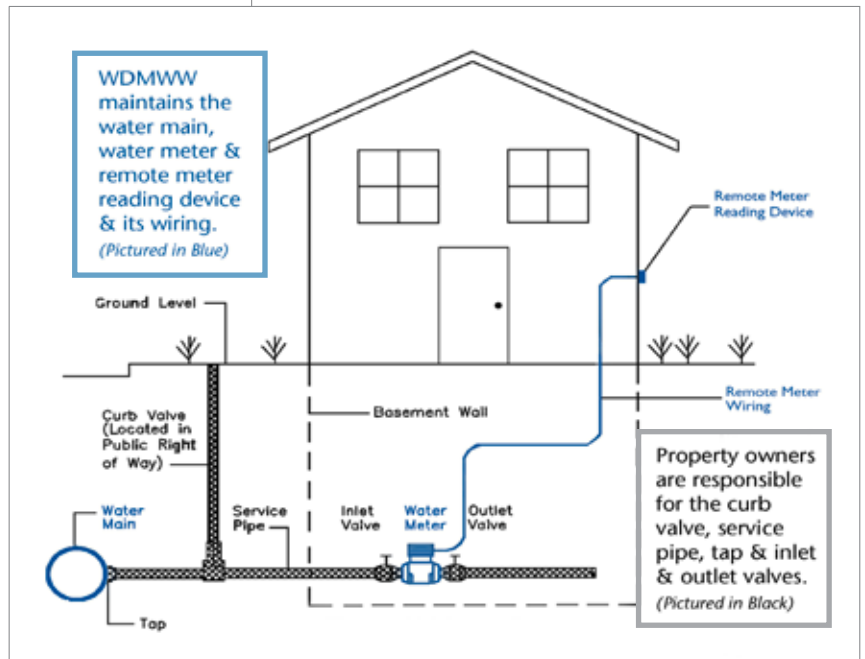 WDMWW
maintains the
water main,
water meter &
remote meter
reading device
& its wiring.
(Pictured in Blue)
Remote Meter
Reading Device
Ground Level
Curb Valve
(Located in
Public Right
of Way)
Basement Wall
Remote Meter
Wiring
Water
Main
Service
Pipe
Inlet
Valve
Water
Meter
Outlet
Valve
Tap
Property owners
are responsible
for the curb
valve, service
pipe, tap & inlet
& outlet valves.
(Pictured in Black)